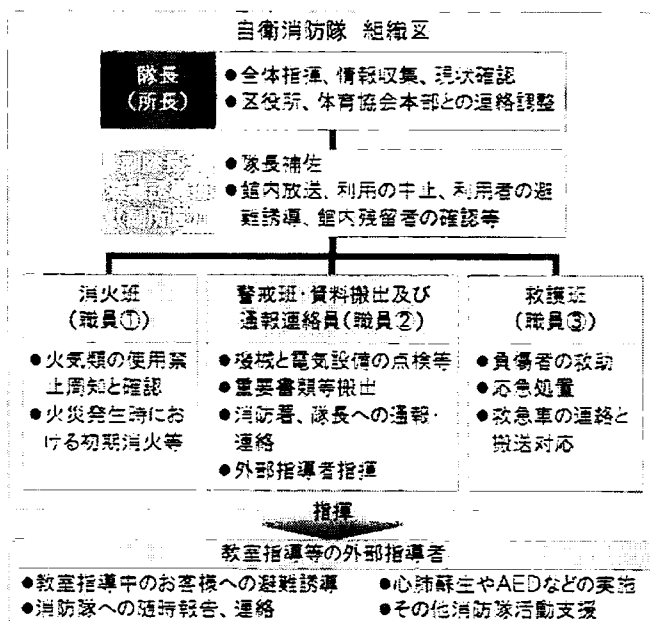 自衛消防隊 組織区
隊長
(所長)
●全体指揮、情報収集、現状確認
●区役所、体育協会本部との連絡調整
●隊長補佐
●館内放送、利用の中止、利用者の避
難誘導、館内残留者の確認等
消火班
(職員①)
●火気類の使用禁
止周知と確認
●火災発生時にお
ける初期消火等
警戒班・資料搬出及び
通報連絡員(職員②)
●機械と電気設備の点検等
●重要書類等搬出
●消防署、隊長への通報・
連絡
●外部指導者指揮
救護班
(職員③)
●負傷者の救助
●応急処置
●救急車の連絡と
搬送対応
指揮
教室指導等の外部指導者
●教室指導中のお客様への避難誘導
●消防隊への随時報告、連絡
●心肺蘇生やAEDなどの実施
●その他消防隊活動支援